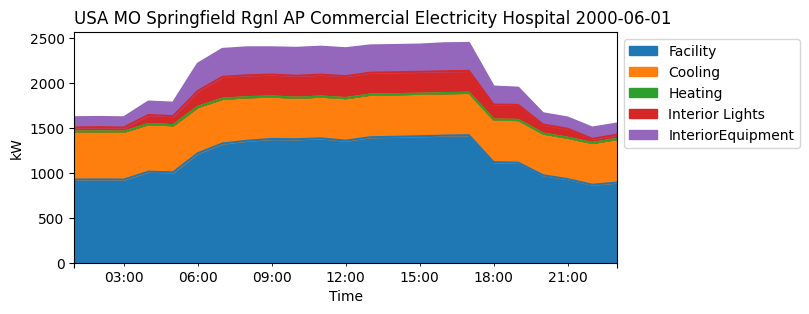 USA MO Springfield Rgnl AP Commercial Electricity Hospital 2000-06-01
2500
2000
1500
1000
500
0
kW
03:00 06:00 09:00 12:00 15:00 18:00 21:00
Time
Facility
Cooling
Heating
Interior Lights
InteriorEquipment